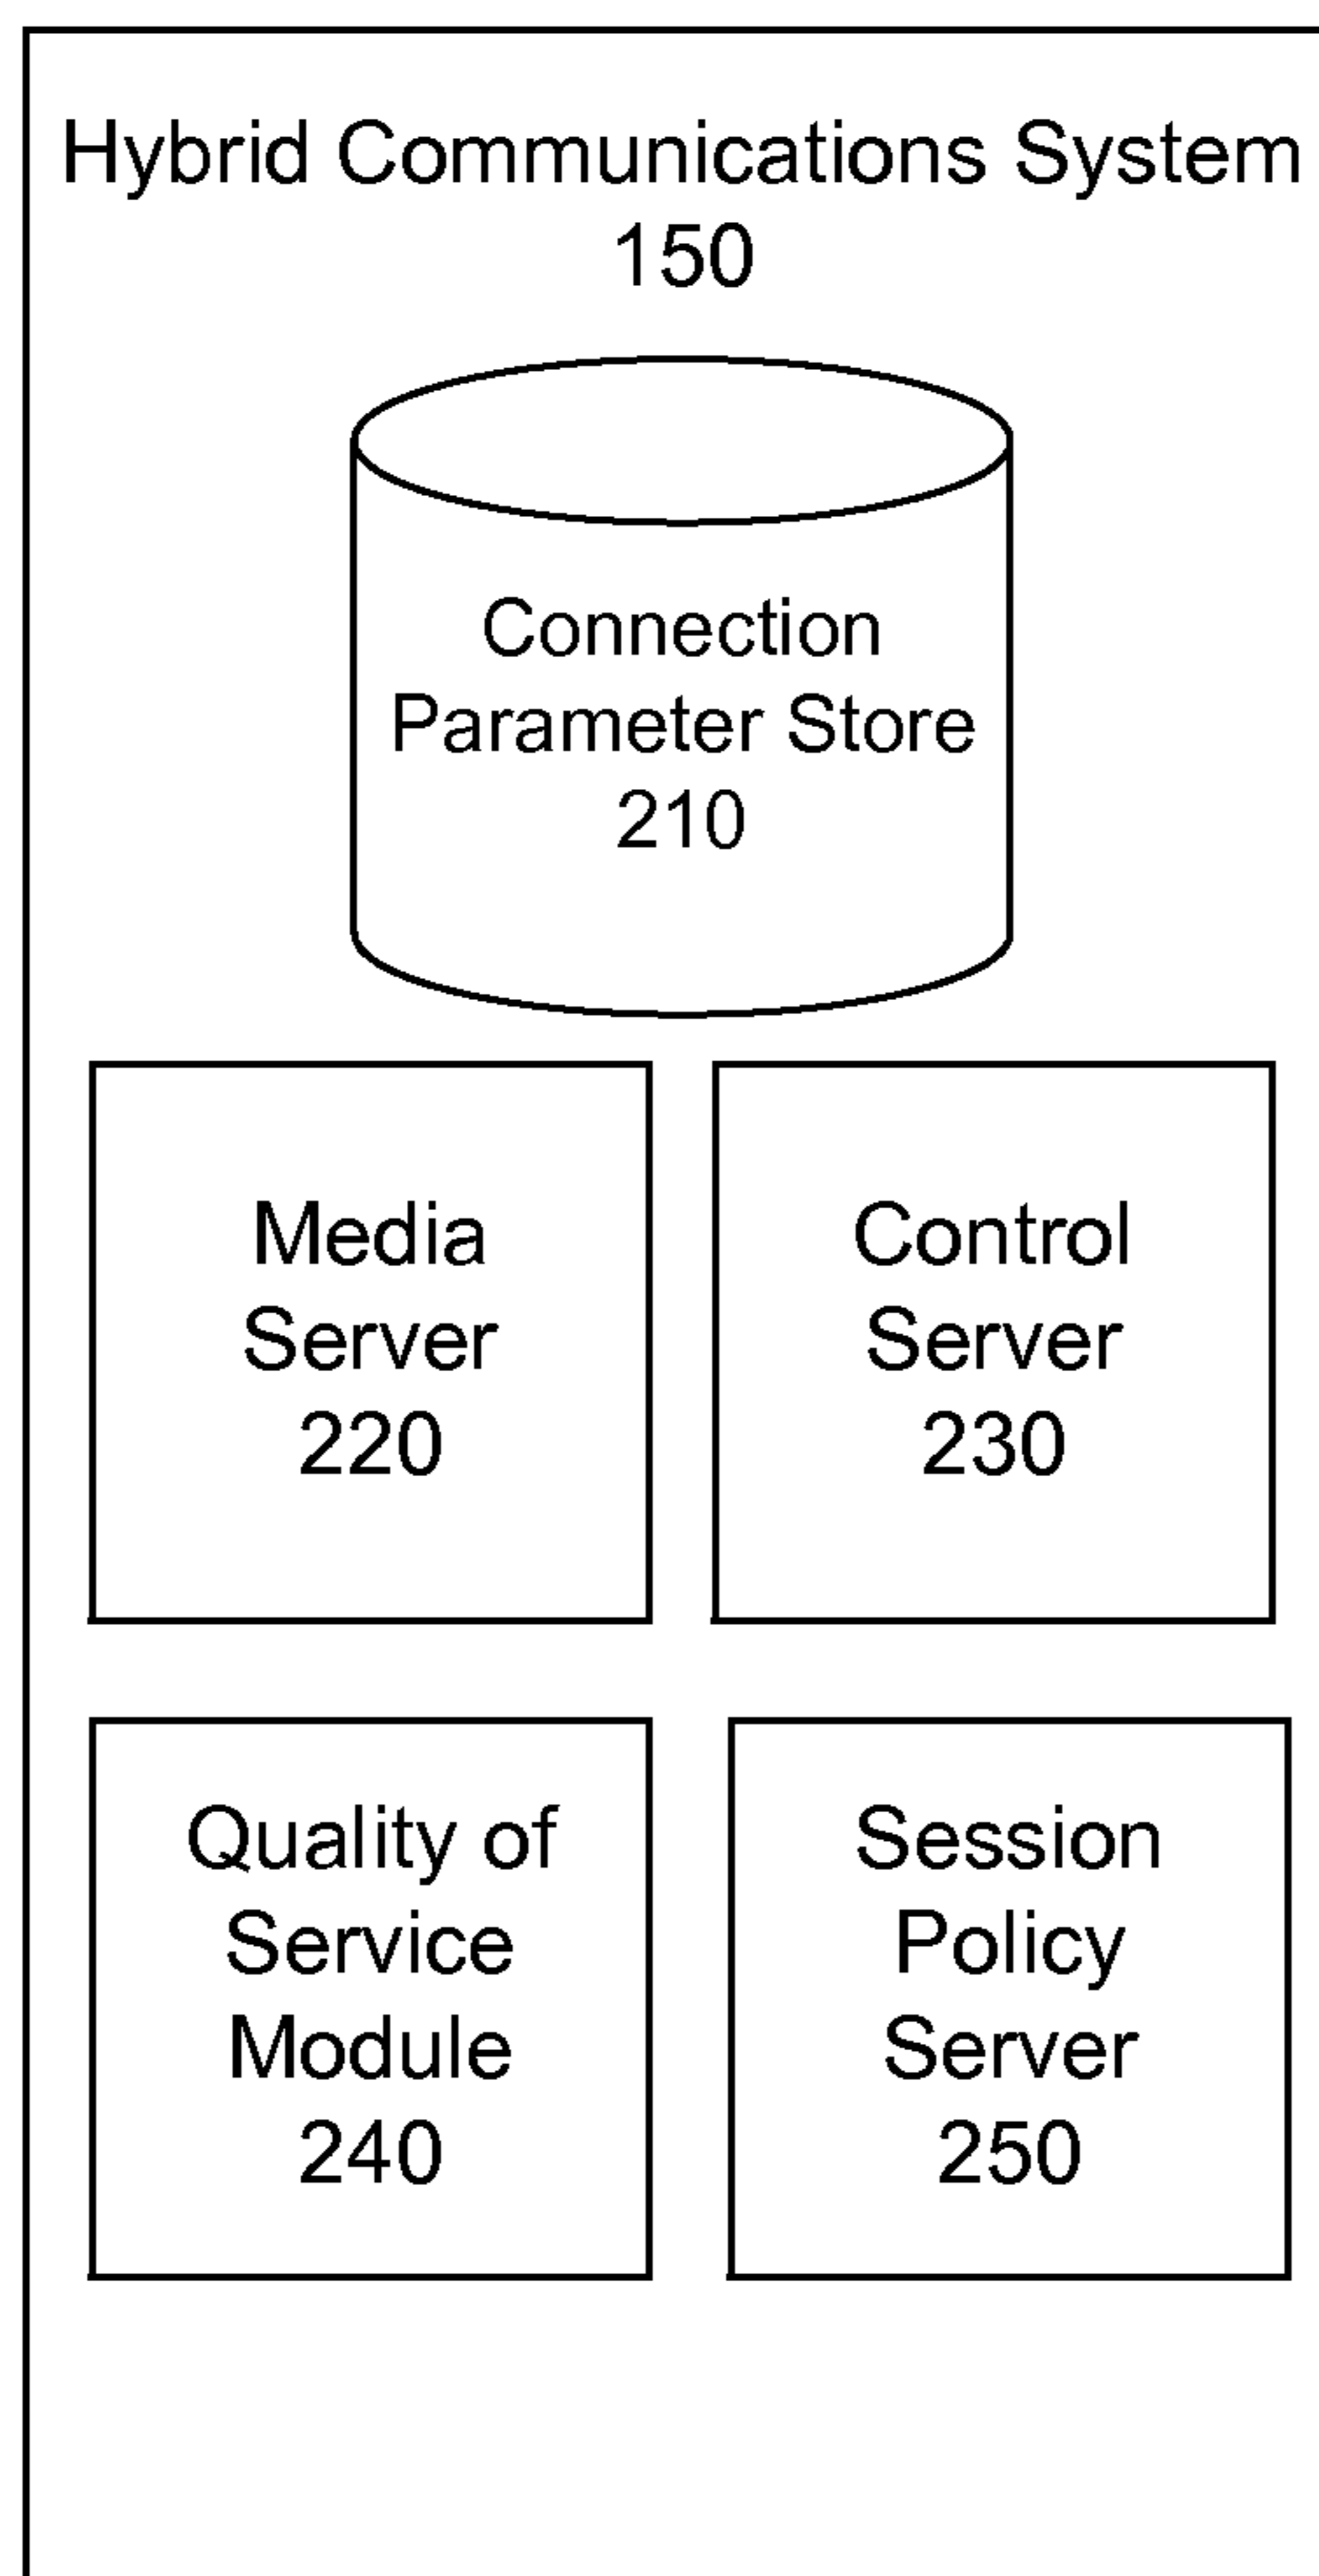 Hybrid Communications System
150
Connection
Parameter Store
210
Media
Server
220
Control
Server
230
Quality of
Service
Module
240
Session
Policy
Server
250